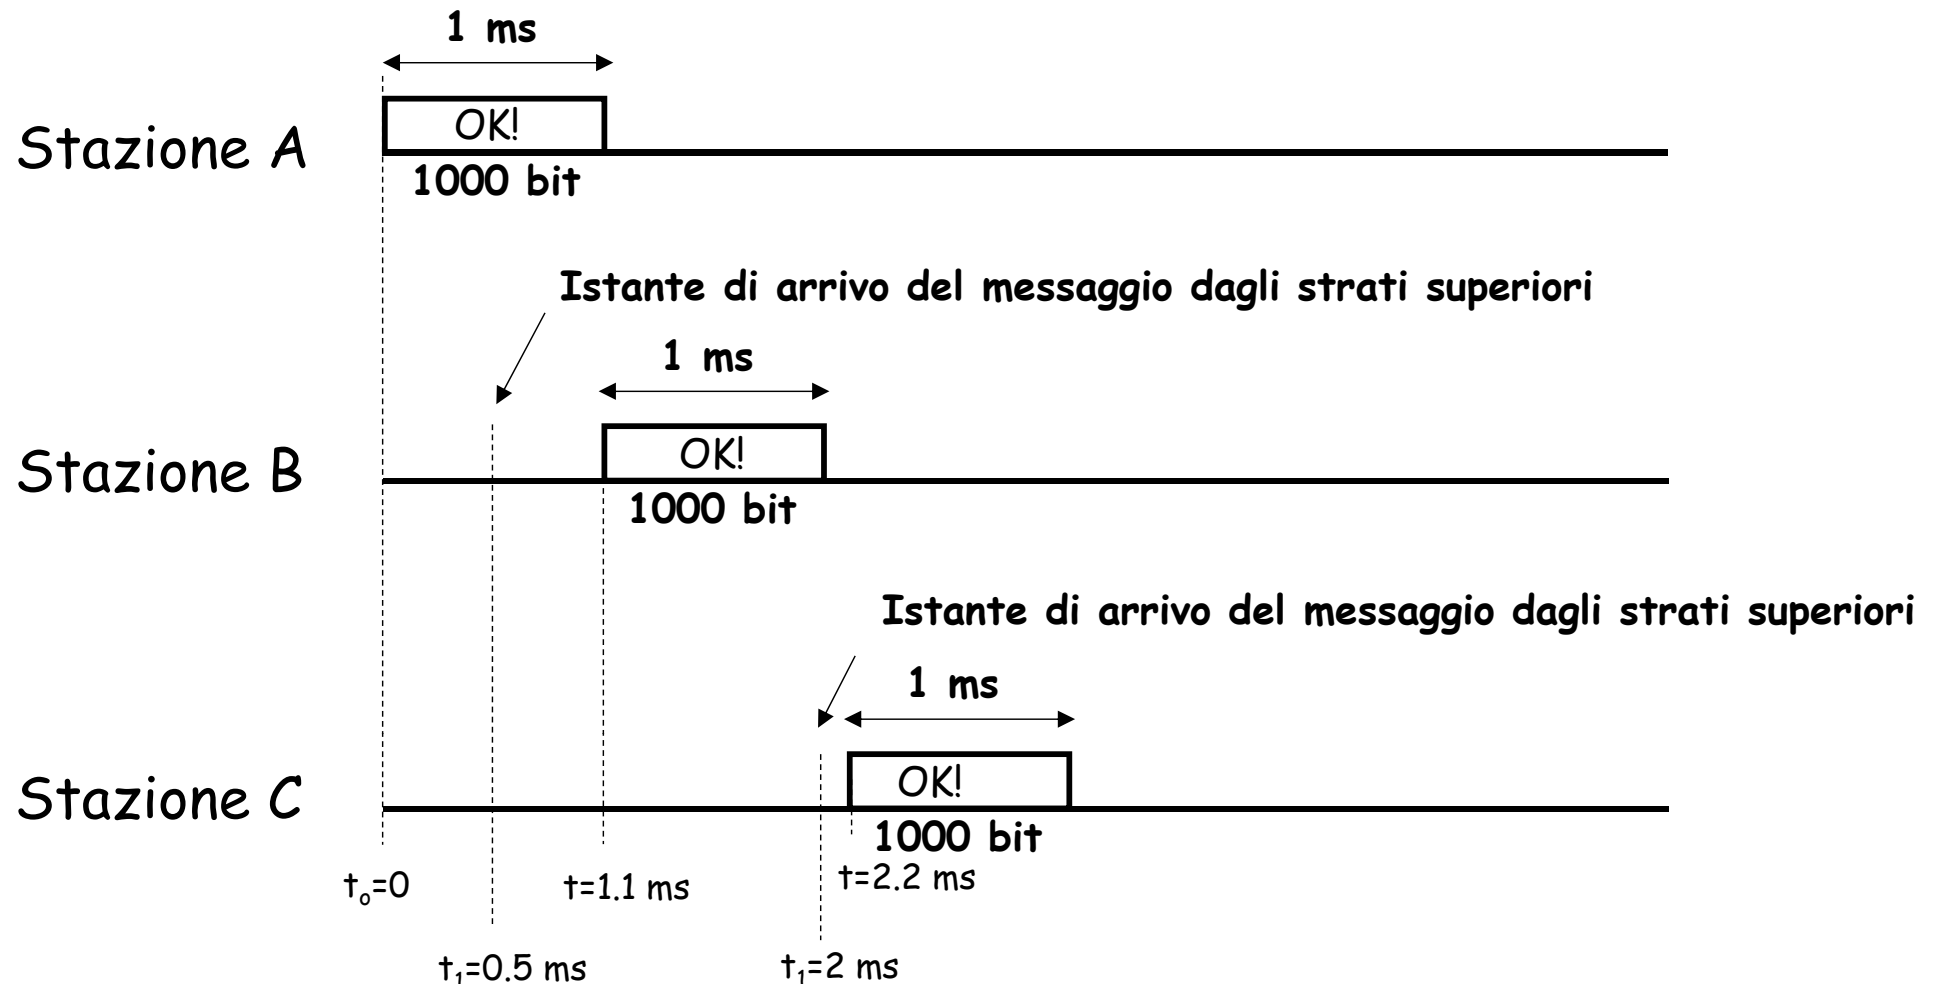 1 ms
OK!
Stazione A
1000 bit
Istante di arrivo del messaggio dagli strati superiori
1 ms
OK!
Stazione B
1000 bit
Istante di arrivo del messaggio dagli strati superiori
1 ms
OK!
Stazione C
1000 bit
t₀=0
t=1.1 ms
t=2.2 ms
t₁=0.5 ms
t₁=2 ms